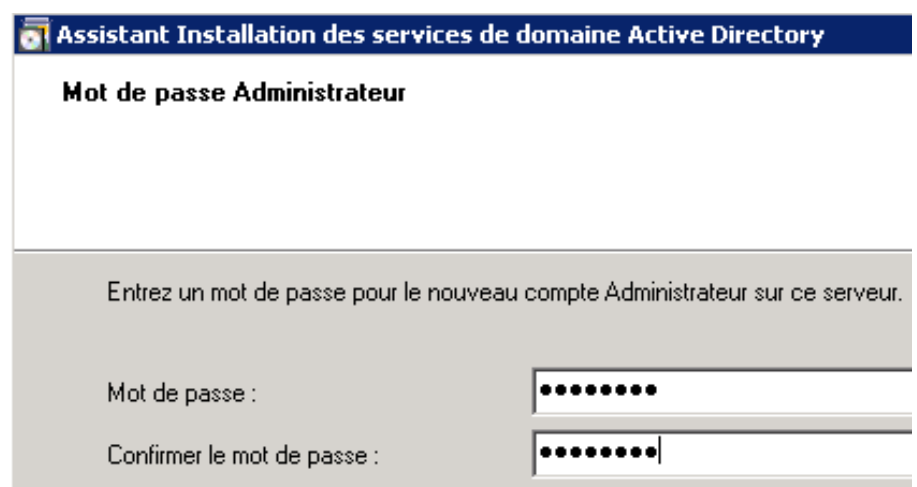 Assistant Installation des services de domaine Active Directory
Mot de passe Administrateur
Entrez un mot de passe pour le nouveau compte Administrateur sur ce serveur.
Mot de passe : ••••••••
Confirmer le mot de passe : ••••••••